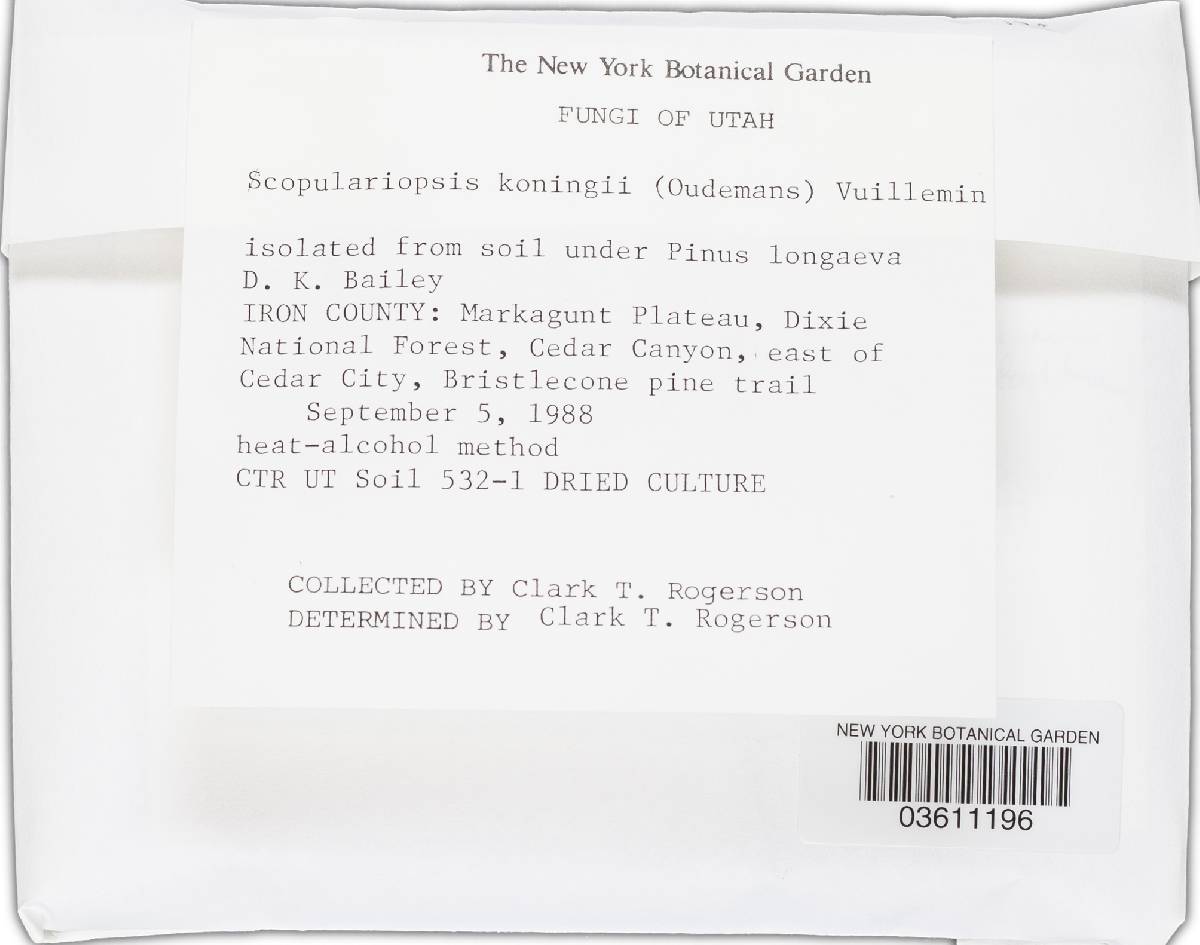 The New York Botanical Garden
FUNGI OF UTAH
Scopulariopsis koningii (Oudemans) Vuillemin
isolated from soil under Pinus longaeva
D. K. Bailey
IRON COUNTY: Markagunt Plateau, Dixie
National Forest, Cedar Canyon, east of
Cedar City, Bristlecone pine trail
September 5, 1988
heat-alcohol method
CTR UT Soil 532-1 DRIED CULTURE
COLLECTED BY Clark T. Rogerson
DETERMINED BY Clark T. Rogerson
NEW YORK BOTANICAL GARDEN
03611196